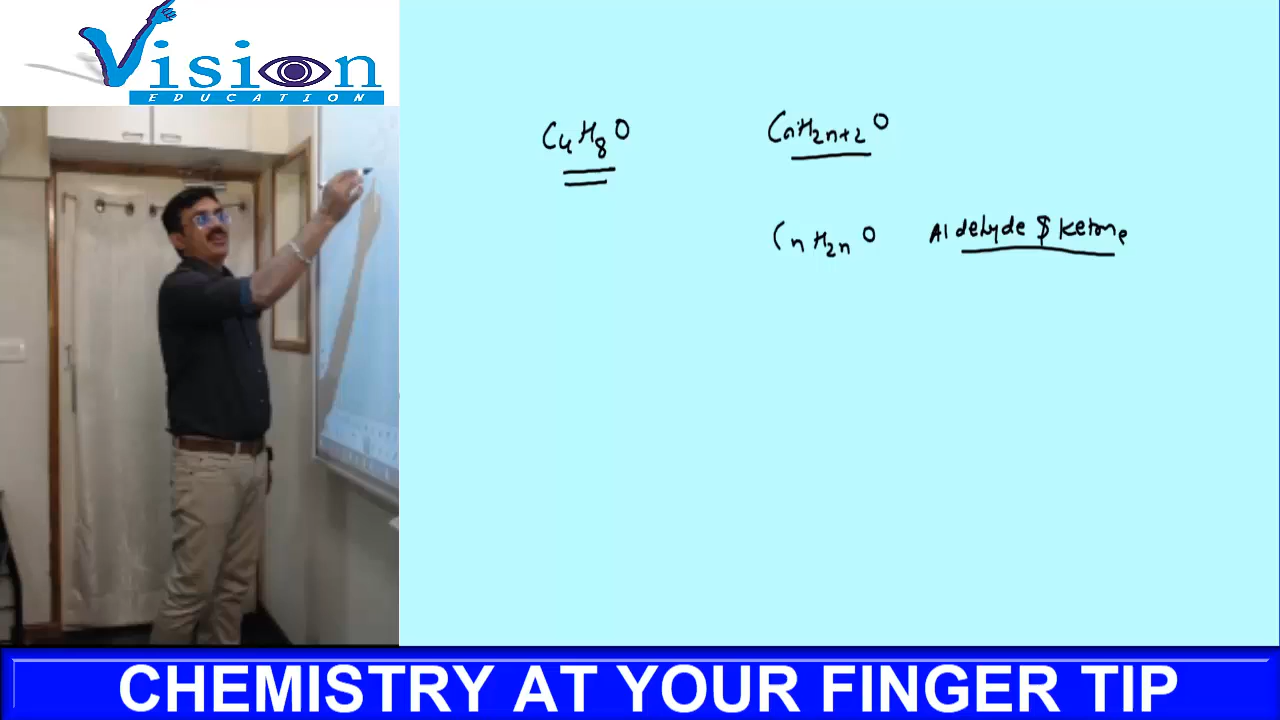 Vision
EDUCATION
C₄H₈O
CₙH₂ₙ₊₂O
CₙH₂ₙO Aldehyde $ Ketone
CHEMISTRY AT YOUR FINGER TIP